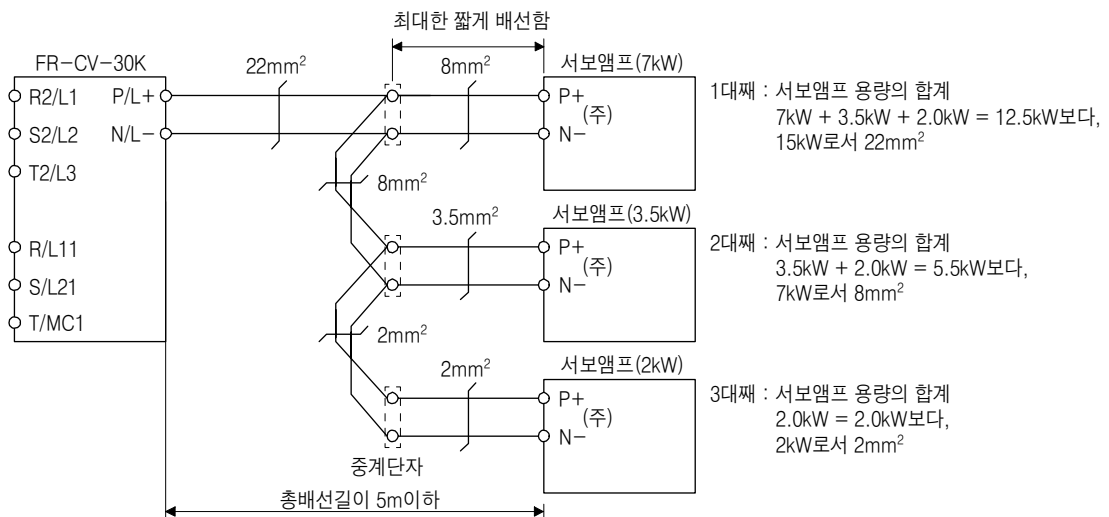 최대한 짧게 배선함
FR-CV-30K
22mm²
8mm²
서보앰프(7kW)
R2/L1
P/L+
S2/L2
N/L-
T2/L3
R/L11
S/L21
T/MC1
P+
(주)
N-
1대째 : 서보앰프 용량의 합계
7kW + 3.5kW + 2.0kW = 12.5kW보다,
15kW로서 22mm²
8mm²
3.5mm²
서보앰프(3.5kW)
P+
(주)
N-
2대째 : 서보앰프 용량의 합계
3.5kW + 2.0kW = 5.5kW보다,
7kW로서 8mm²
2mm²
2mm²
서보앰프(2kW)
P+
(주)
N-
3대째 : 서보앰프 용량의 합계
2.0kW = 2.0kW보다,
2kW로서 2mm²
중계단자
총배선길이 5m이하